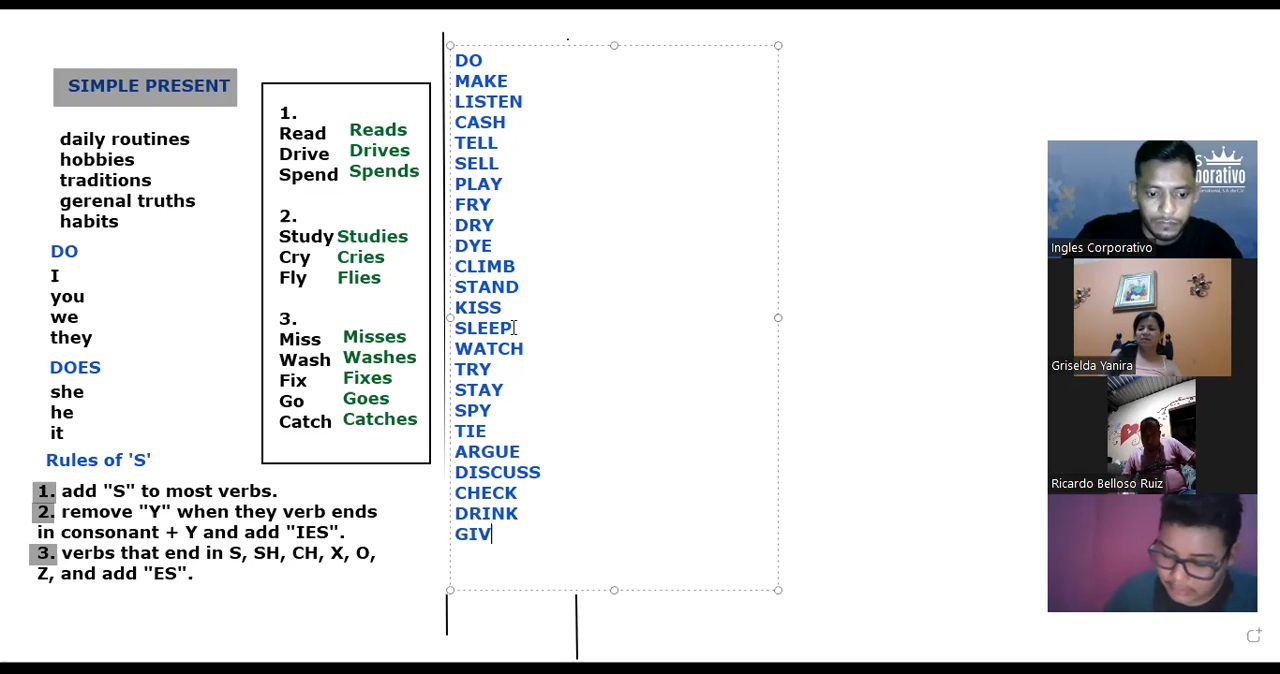 SIMPLE PRESENT
daily routines
hobbies
traditions
gerenal truths
habits
DO
I
you
we
they
DOES
she
he
it
Rules of 'S'
1. add "S" to most verbs.
2. remove "Y" when they verb ends
in consonant + Y and add "IES".
3. verbs that end in S, SH, CH, X, O,
Z, and add "ES".
1.
Read Reads
Drive Drives
Spend Spends
2.
Study Studies
Cry Cries
Fly Flies
3.
Miss Misses
Wash Washes
Fix Fixes
Go Goes
Catch Catches
DO
MAKE
LISTEN
CASH
TELL
SELL
PLAY
FRY
DRY
DYE
CLIMB
STAND
KISS
SLEEP
WATCH
TRY
STAY
SPY
TIE
ARGUE
DISCUSS
CHECK
DRINK
GIV
Ingles Corporativo
Griselda Yanira
Ricardo Belloso Ruiz